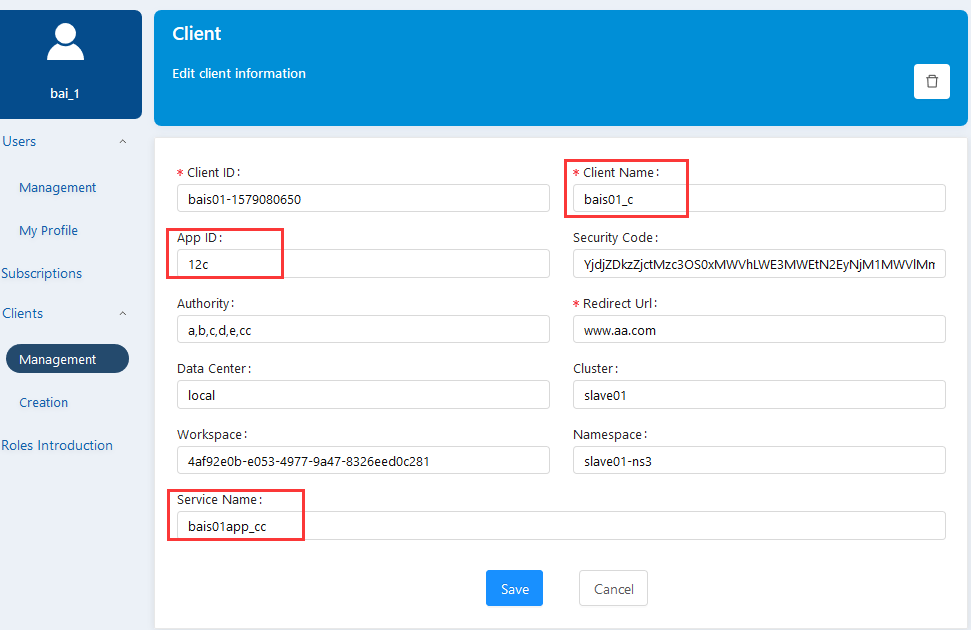 bai_1
Users
Management
My Profile
Subscriptions
Clients
Management
Creation
Roles Introduction
Client
Edit client information
* Client ID:
bais01-1579080650
* Client Name:
bais01_c
App ID:
12c
Security Code:
YjdjZDkzZjctMzc3OS0xMWVhLWE3MWEtN2EyNjM1MWVlMm
Authority:
a,b,c,d,e,cc
* Redirect Url:
www.aa.com
Data Center:
local
Cluster:
slave01
Workspace:
4af92e0b-e053-4977-9a47-8326eed0c281
Namespace:
slave01-ns3
Service Name:
bais01app_cc
Save
Cancel